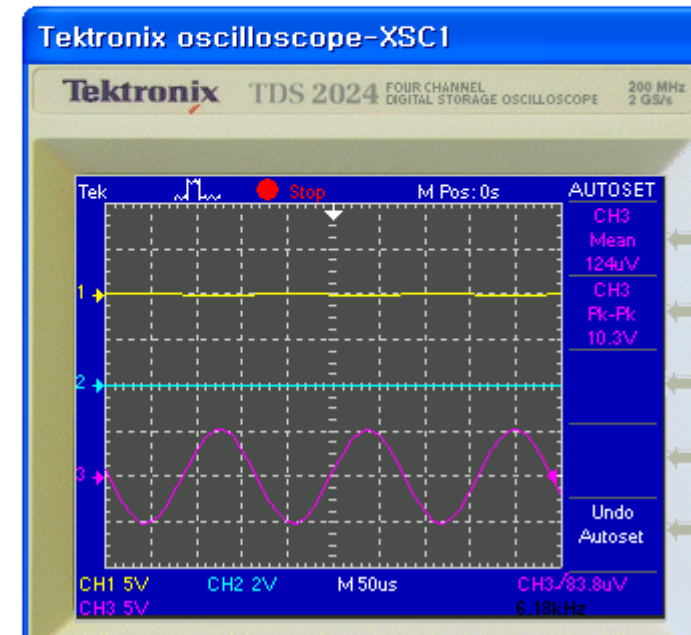 Tektronix oscilloscope-XSC1
Tektronix TDS 2024 FOUR CHANNEL DIGITAL STORAGE OSCILLOSCOPE 200 MHz 2 GS/s
Tek Stop M Pos: 0s AUTOSET
CH3
Mean
124uV
1
CH3
Pk-Pk
10.3V
2
3
Undo
Autoset
CH1 5V CH2 2V M 50us CH3 83.8uV
CH3 5V 6.18kHz